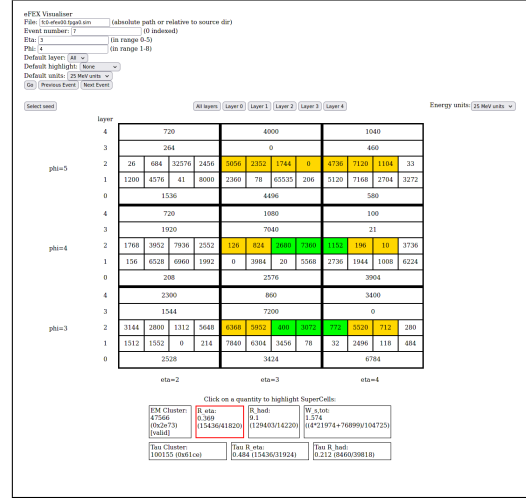 eFEX Visualiser
File: fc0-efex00.fpga0.sim (absolute path or relative to source dir)
Event number: 7 (0 indexed)
Eta: 3 (in range 0-5)
Phi: 4 (in range 1-8)
Default layer: All
Default highlight: None
Default units: 25 MeV units
Go Previous Event Next Event
Select seed All layers Layer 0 Layer 1 Layer 2 Layer 3 Layer 4 Energy units: 25 MeV units
layer
4 720 4000 1040
3 264 0 460
phi=5 2 26 684 32576 2456 5056 2352 1744 0 4736 7120 1104 33
1 1200 4576 41 8000 2360 78 65535 206 5120 7168 2704 3272
0 1536 4496 580
4 720 1080 100
3 1920 7040 21
phi=4 2 1768 3952 7936 2552 126 824 2660 7360 1152 196 10 3736
1 156 6528 6960 1992 0 3984 20 5568 2736 1944 1008 6224
0 208 2576 3904
4 2300 860 3400
3 1544 7200 0
phi=3 2 3144 2800 1312 5648 6368 5952 400 3072 772 5520 712 280
1 1512 1552 0 214 7840 6304 3456 78 32 2496 118 484
0 2528 3424 6784
eta=2 eta=3 eta=4
Click on a quantity to highlight SuperCells:
EM Cluster: R_eta: R_had: W_s,tot:
47566 0.369 9.1 1.574
(0x2e73) (15436/41820) (129403/14220) ((4*21974+76899)/104725)
[valid]
Tau Cluster: Tau R_eta: Tau R_had:
100155 (0x61ce) 0.484 (15436/31924) 0.212 (8460/39818)